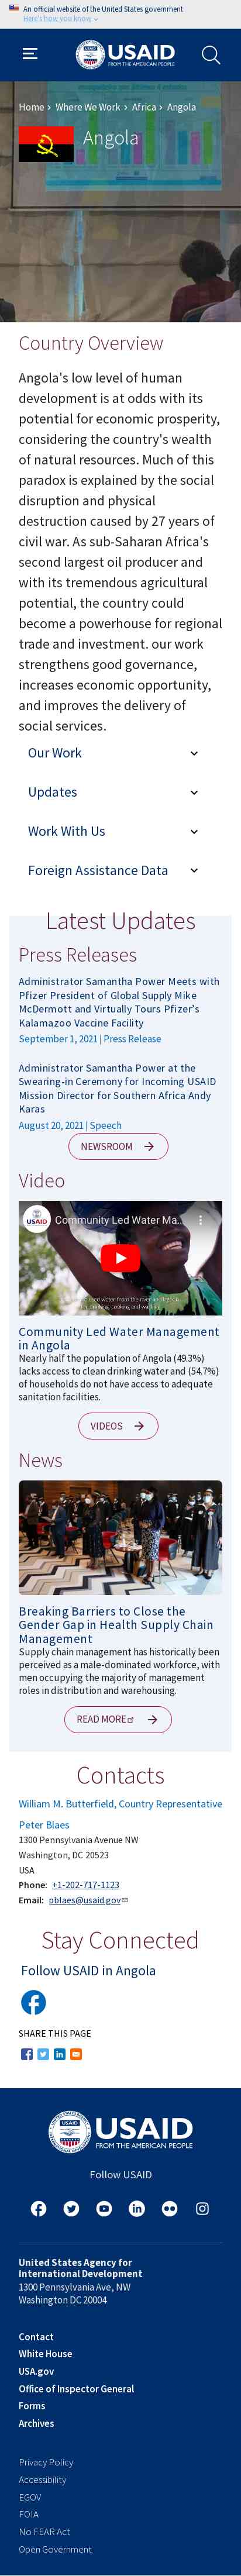 An official website of the United States government
Here's how you know
USAID
FROM THE AMERICAN PEOPLE
Home › Where We Work › Africa › Angola
Angola
Country Overview
Angola's low level of human
development is at odds with its
potential for economic prosperity,
considering the country's wealth
of natural resources. Much of this
paradox is explained by the social
disruption and physical
destruction caused by 27 years of
civil war. As sub-Saharan Africa's
second largest oil producer and
with its tremendous agricultural
potential, the country could
become a powerhouse for regional
trade and investment. our work
strengthens good governance,
increases economic opportunity,
and improves the delivery of
social services.
Our Work
Updates
Work With Us
Foreign Assistance Data
Latest Updates
Press Releases
Administrator Samantha Power Meets with
Pfizer President of Global Supply Mike
McDermott and Virtually Tours Pfizer's
Kalamazoo Vaccine Facility
September 1, 2021 | Press Release
Administrator Samantha Power at the
Swearing-in Ceremony for Incoming USAID
Mission Director for Southern Africa Andy
Karas
August 20, 2021 | Speech
NEWSROOM
Video
USAID
Community Led Water Ma...
Community Led Water Management
in Angola
Nearly half the population of Angola (49.3%)
lacks access to clean drinking water and (54.7%)
of households do not have access to adequate
sanitation facilities.
VIDEOS
News
Breaking Barriers to Close the
Gender Gap in Health Supply Chain
Management
Supply chain management has historically been
perceived as a male-dominated workforce, with
men occupying the majority of management
roles in distribution and warehousing.
READ MORE
Contacts
William M. Butterfield, Country Representative
Peter Blaes
1300 Pennsylvania Avenue NW
Washington, DC 20523
USA
Phone: +1-202-717-1123
Email: pblaes@usaid.gov
Stay Connected
Follow USAID in Angola
SHARE THIS PAGE
USAID
FROM THE AMERICAN PEOPLE
Follow USAID
United States Agency for
International Development
1300 Pennsylvania Ave, NW
Washington DC 20004
Contact
White House
USA.gov
Office of Inspector General
Forms
Archives
Privacy Policy
Accessibility
EGOV
FOIA
No FEAR Act
Open Government